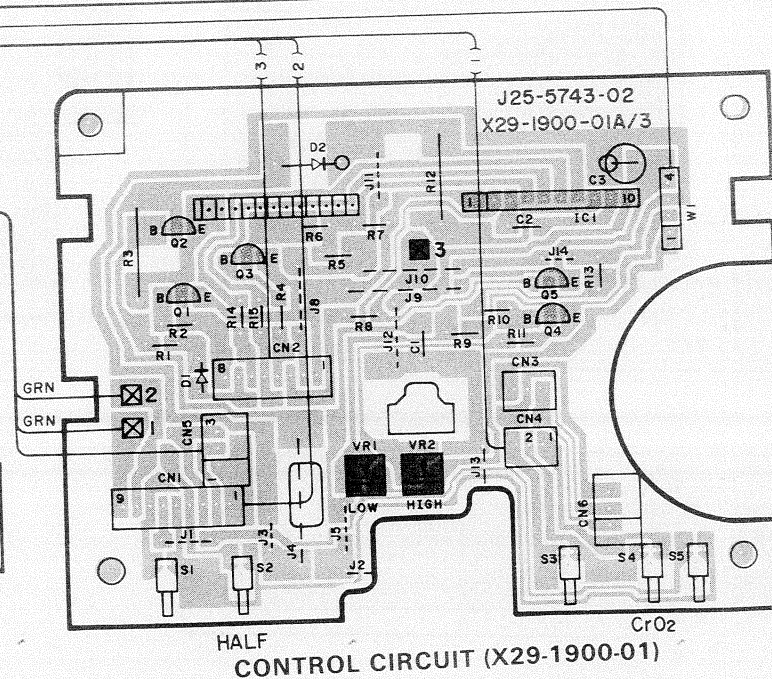 3
2
1
J25-5743-02
X29-1900-01A/3
D2
J11
R12
C3
4
W1
1
1
10
C2
IC1
B
E
Q2
R6
R7
R3
B
E
Q3
R5
3
J10
J14
B
E
Q5
R13
B
E
Q1
R4
J8
J9
R2
R14
R15
R8
J12
C1
R9
R10
R11
B
E
Q4
R1
CN2
8
1
D1
CN3
GRN
2
GRN
1
CN5
3
1
CN4
2
1
VR1
VR2
LOW
HIGH
J13
CN1
9
1
CN6
J1
J3
J4
J5
J2
S1
S2
S3
S4
S5
HALF
CrO2
CONTROL CIRCUIT (X29-1900-01)